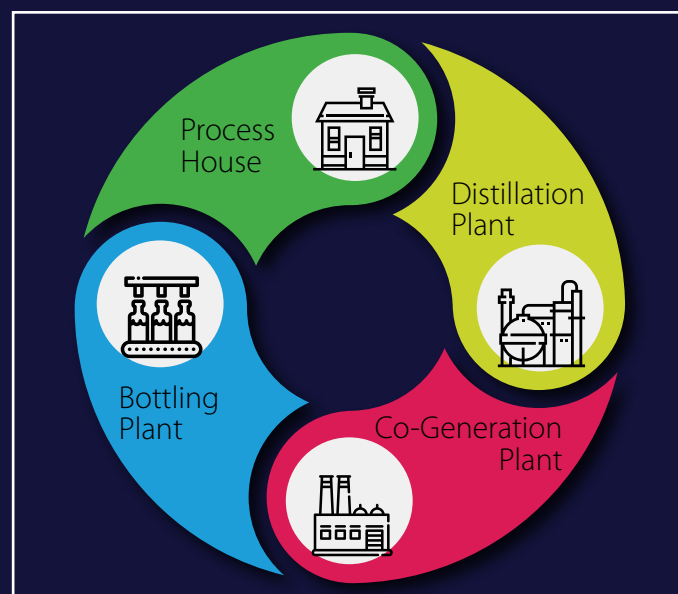 Process
House
Distillation
Plant
Bottling
Plant
Co-Generation
Plant